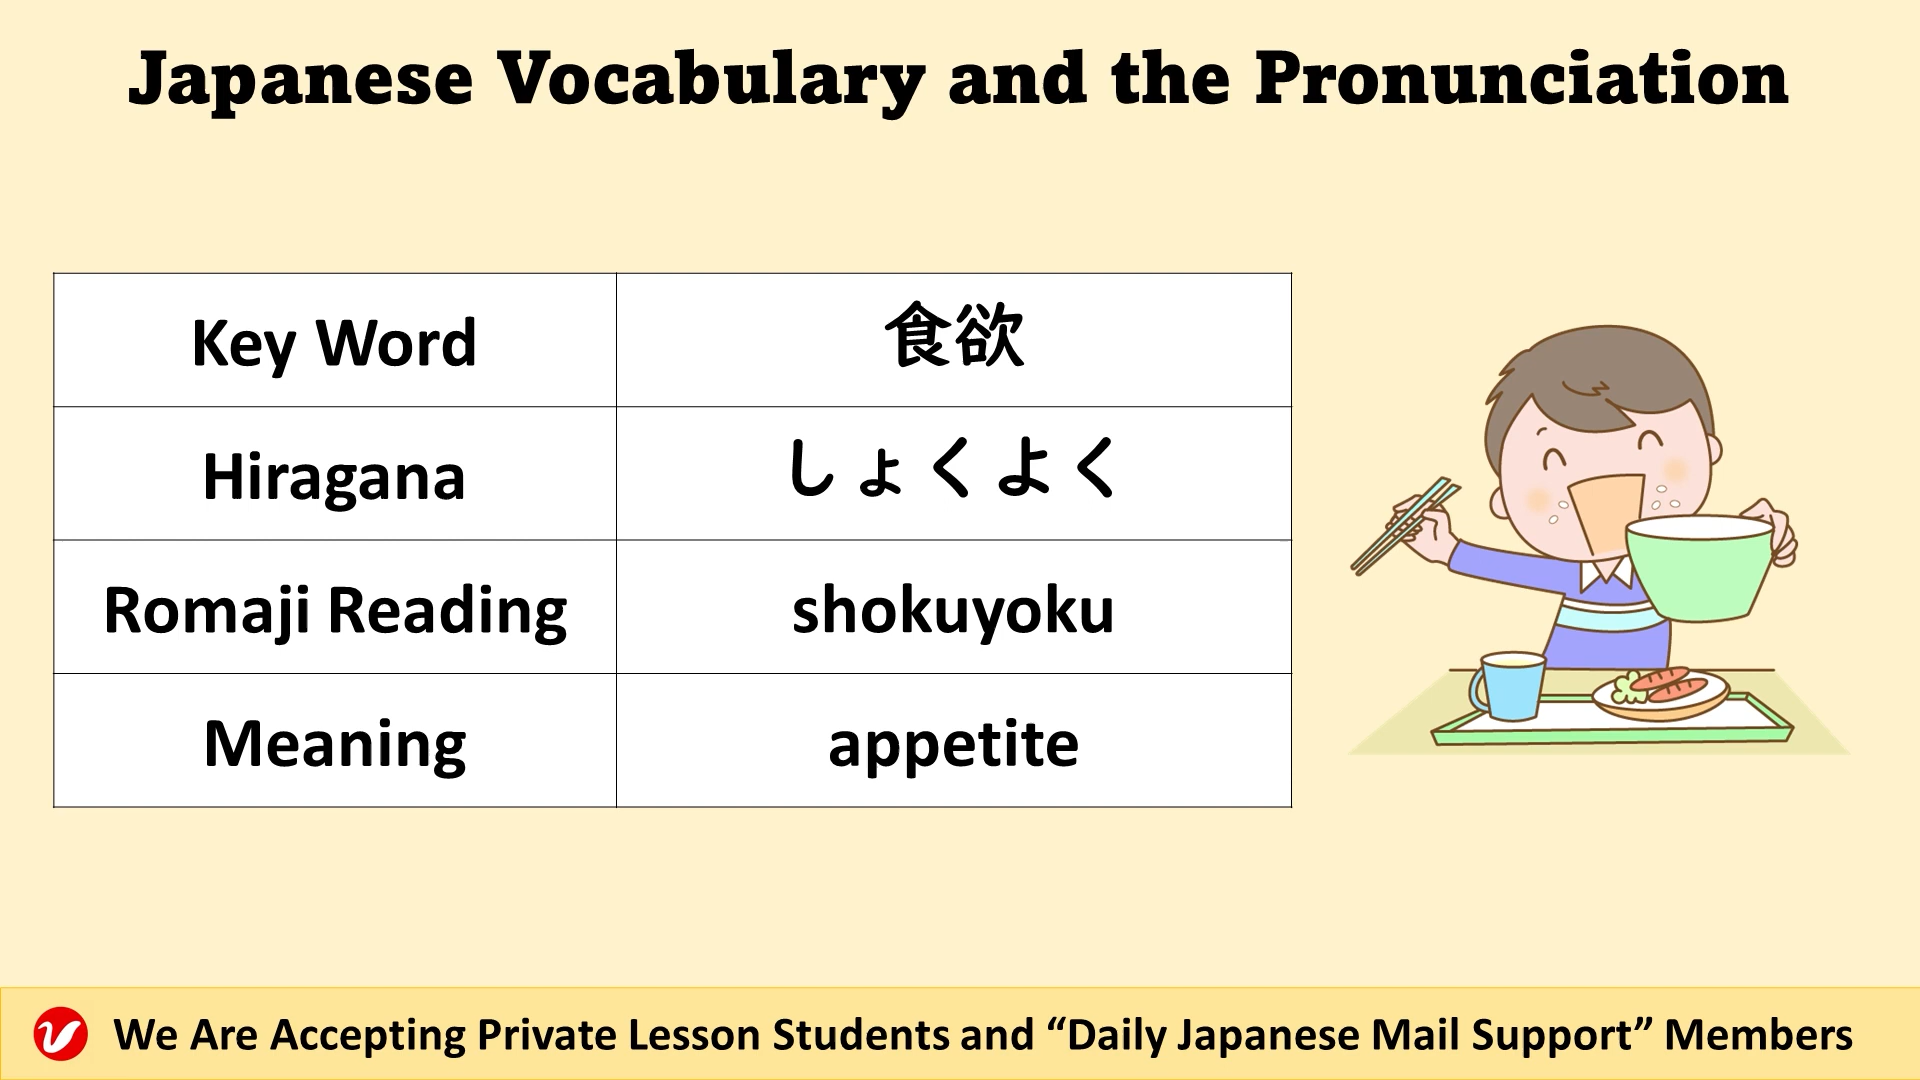 Japanese Vocabulary and the Pronunciation
Key Word 食欲
Hiragana しょくよく
Romaji Reading shokuyoku
Meaning appetite
We Are Accepting Private Lesson Students and “Daily Japanese Mail Support” Members